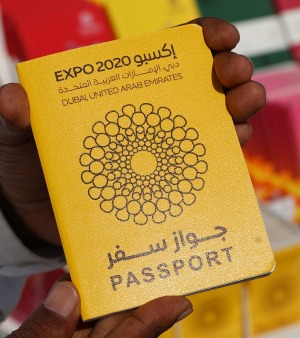 EXPO 2020 إكسبو
دبي، الإمارات العربية المتحدة
DUBAI, UNITED ARAB EMIRATES
جواز سفر
PASSPORT